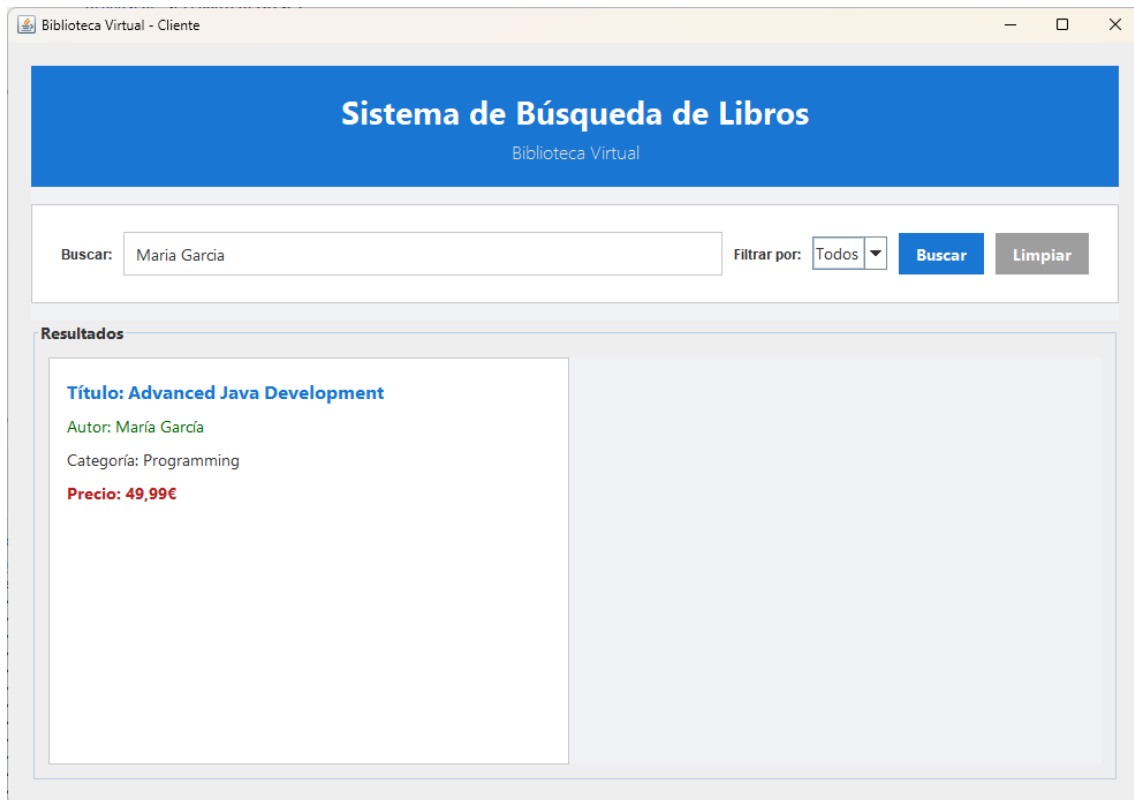 Biblioteca Virtual - Cliente
Sistema de Búsqueda de Libros
Biblioteca Virtual
Buscar: Maria Garcia Filtrar por: Todos Buscar Limpiar
Resultados
Título: Advanced Java Development
Autor: María García
Categoría: Programming
Precio: 49,99€